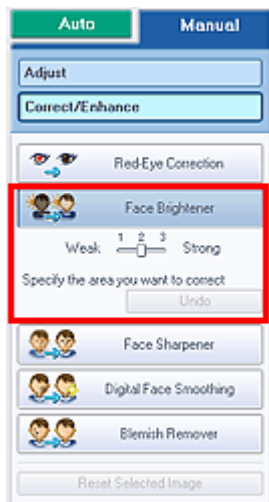 Auto Manual
Adjust
Correct/Enhance
Red-Eye Correction
Face Brightener
1 2 3
Weak Strong
Specify the area you want to correct
Undo
Face Sharpener
Digital Face Smoothing
Blemish Remover
Reset Selected Image